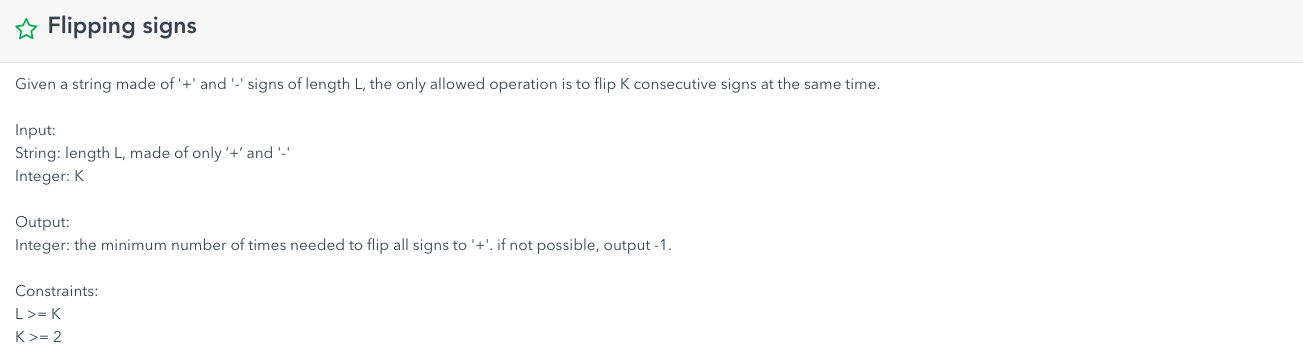 Flipping signs
Given a string made of '+' and '-' signs of length L, the only allowed operation is to flip K consecutive signs at the same time.
Input:
String: length L, made of only ‘+’ and '-'
Integer: K
Output:
Integer: the minimum number of times needed to flip all signs to '+'. if not possible, output -1.
Constraints:
L >= K
K >= 2